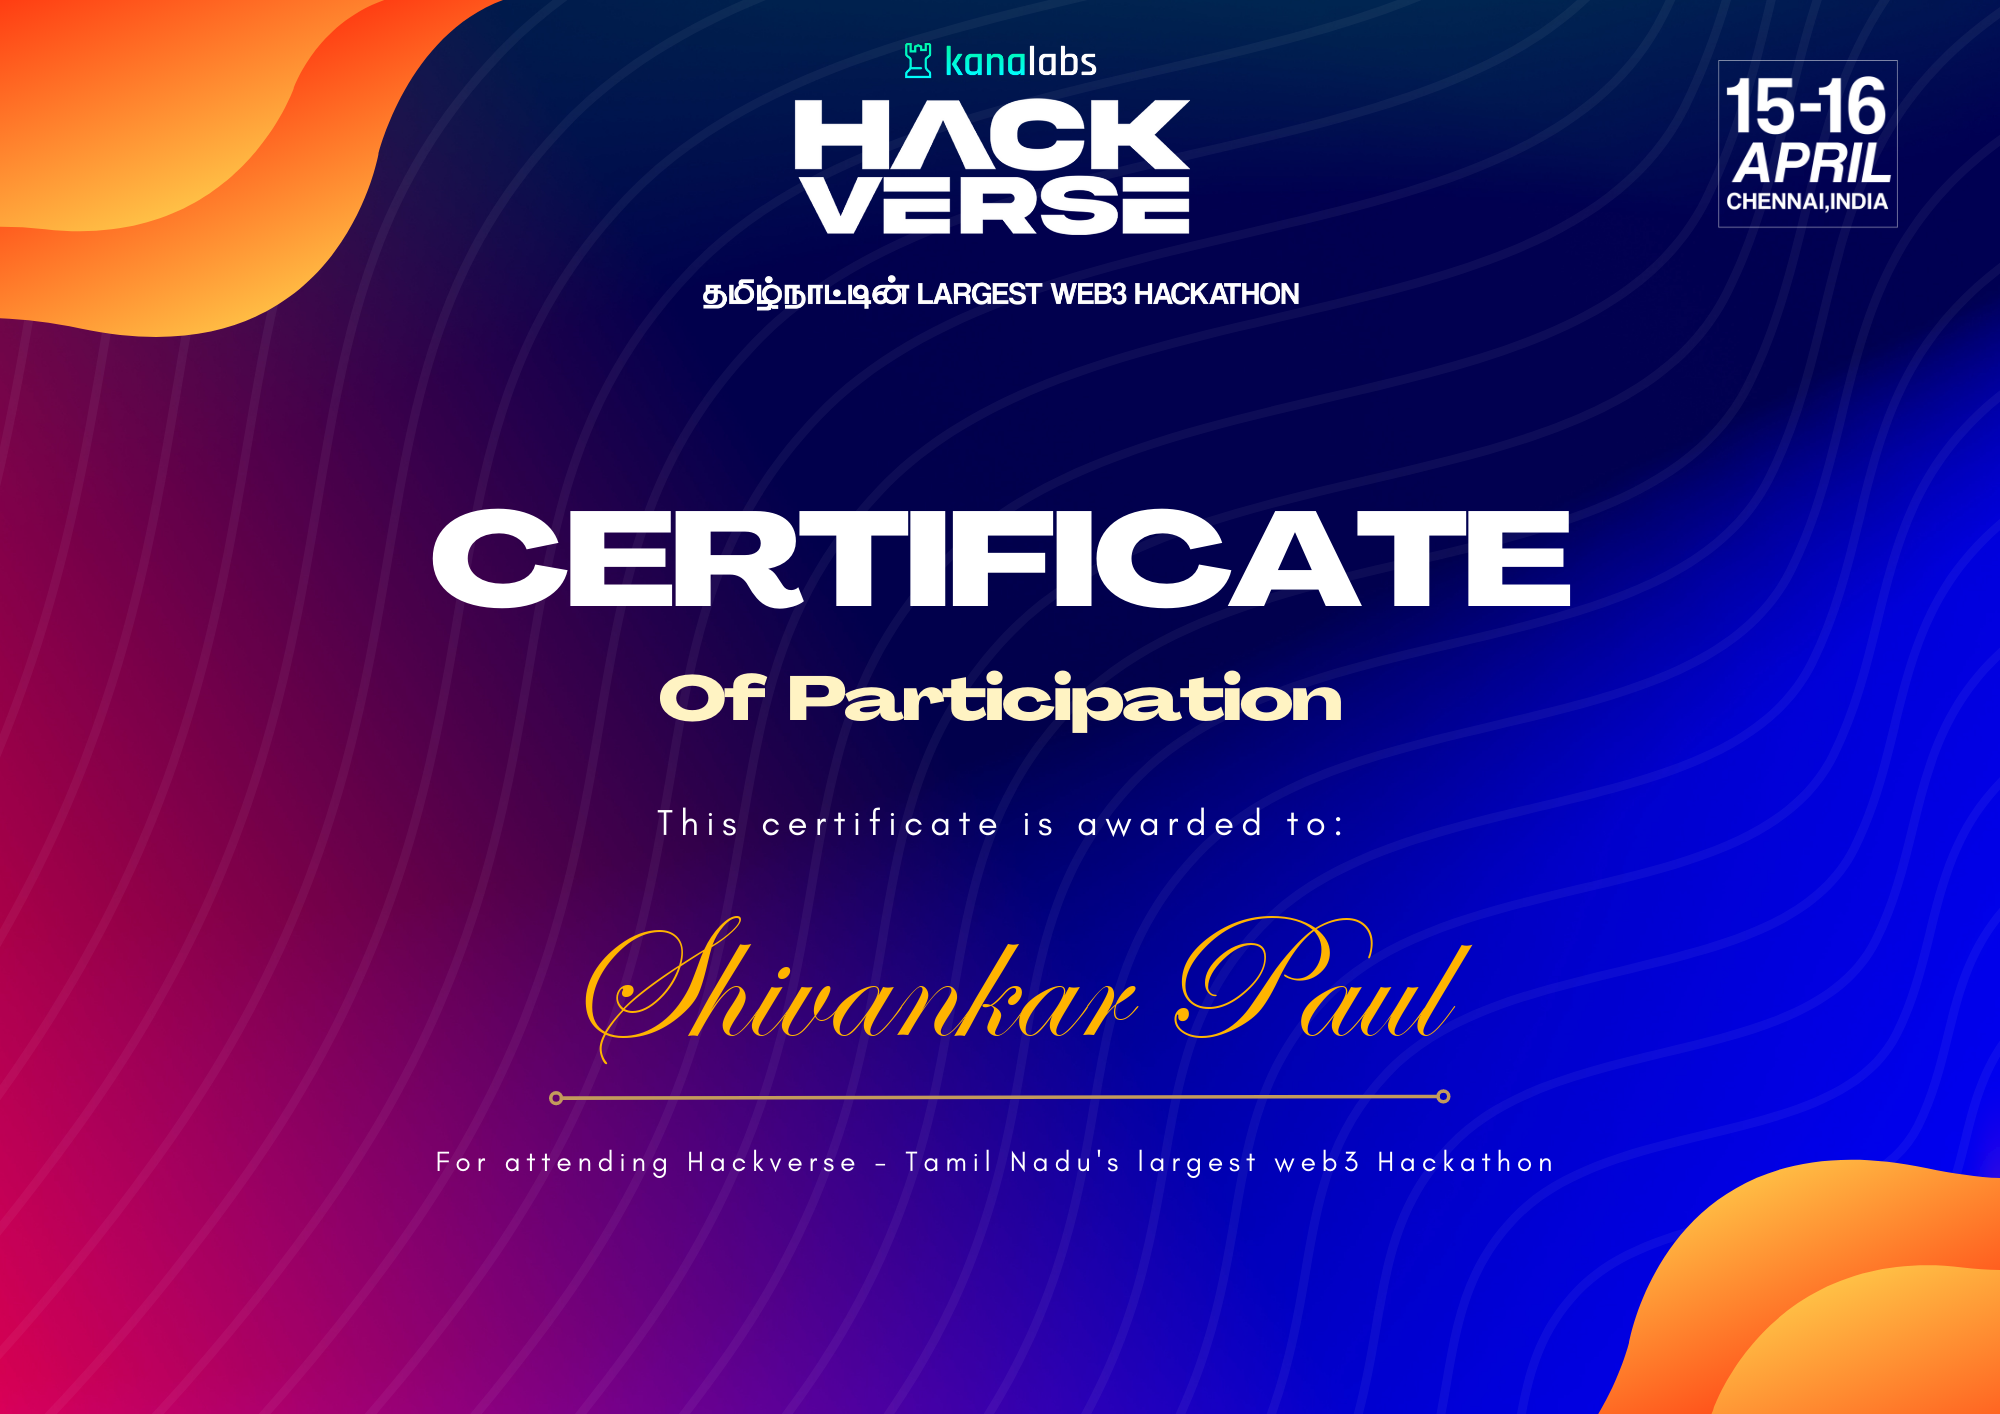 kanalabs
HACK
VERSE
தமிழ்நாட்டின் LARGEST WEB3 HACKATHON
15-16
APRIL
CHENNAI,INDIA
CERTIFICATE
Of Participation
This certificate is awarded to:
Shivankar Paul
For attending Hackverse - Tamil Nadu's largest web3 Hackathon